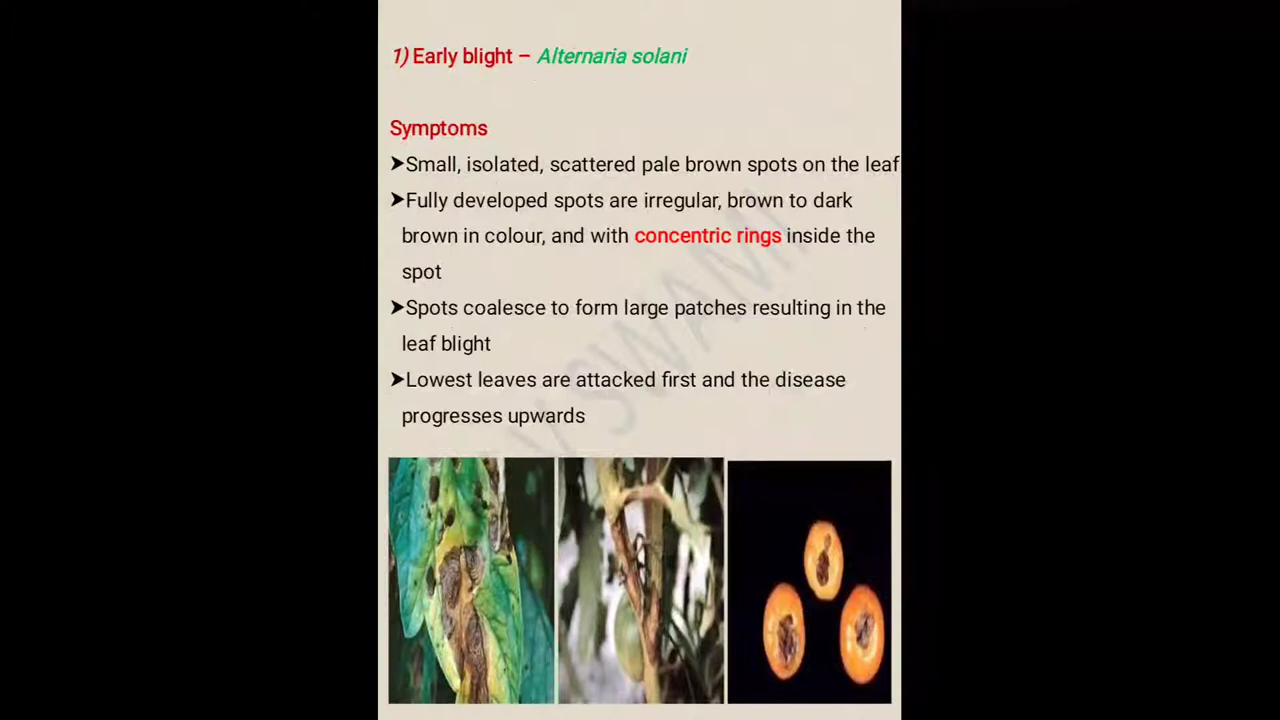 1) Early blight – Alternaria solani
Symptoms
➤Small, isolated, scattered pale brown spots on the leaf
➤Fully developed spots are irregular, brown to dark
brown in colour, and with concentric rings inside the
spot
➤Spots coalesce to form large patches resulting in the
leaf blight
➤Lowest leaves are attacked first and the disease
progresses upwards
V SWAMI